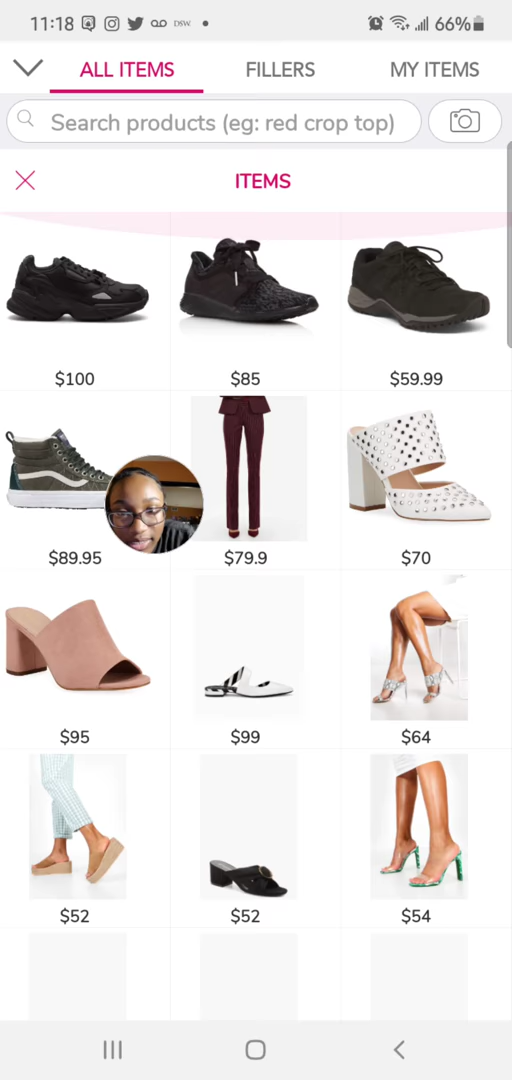 11:18 DSW. 66%
ALL ITEMS FILLERS MY ITEMS
Search products (eg: red crop top)
ITEMS
$100 $85 $59.99
$89.95 $79.9 $70
$95 $99 $64
$52 $52 $54